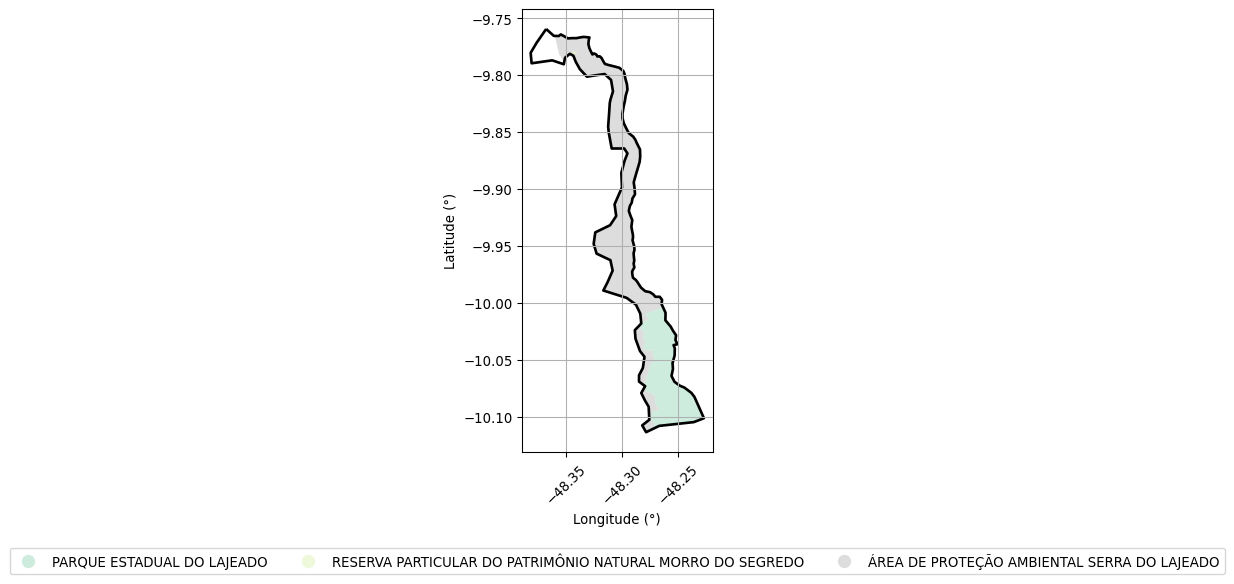 −9.75
−9.80
−9.85
−9.90
−9.95
−10.00
−10.05
−10.10
Latitude (°)
−48.35
−48.30
−48.25
Longitude (°)
PARQUE ESTADUAL DO LAJEADO
RESERVA PARTICULAR DO PATRIMÔNIO NATURAL MORRO DO SEGREDO
ÁREA DE PROTEÇÃO AMBIENTAL SERRA DO LAJEADO